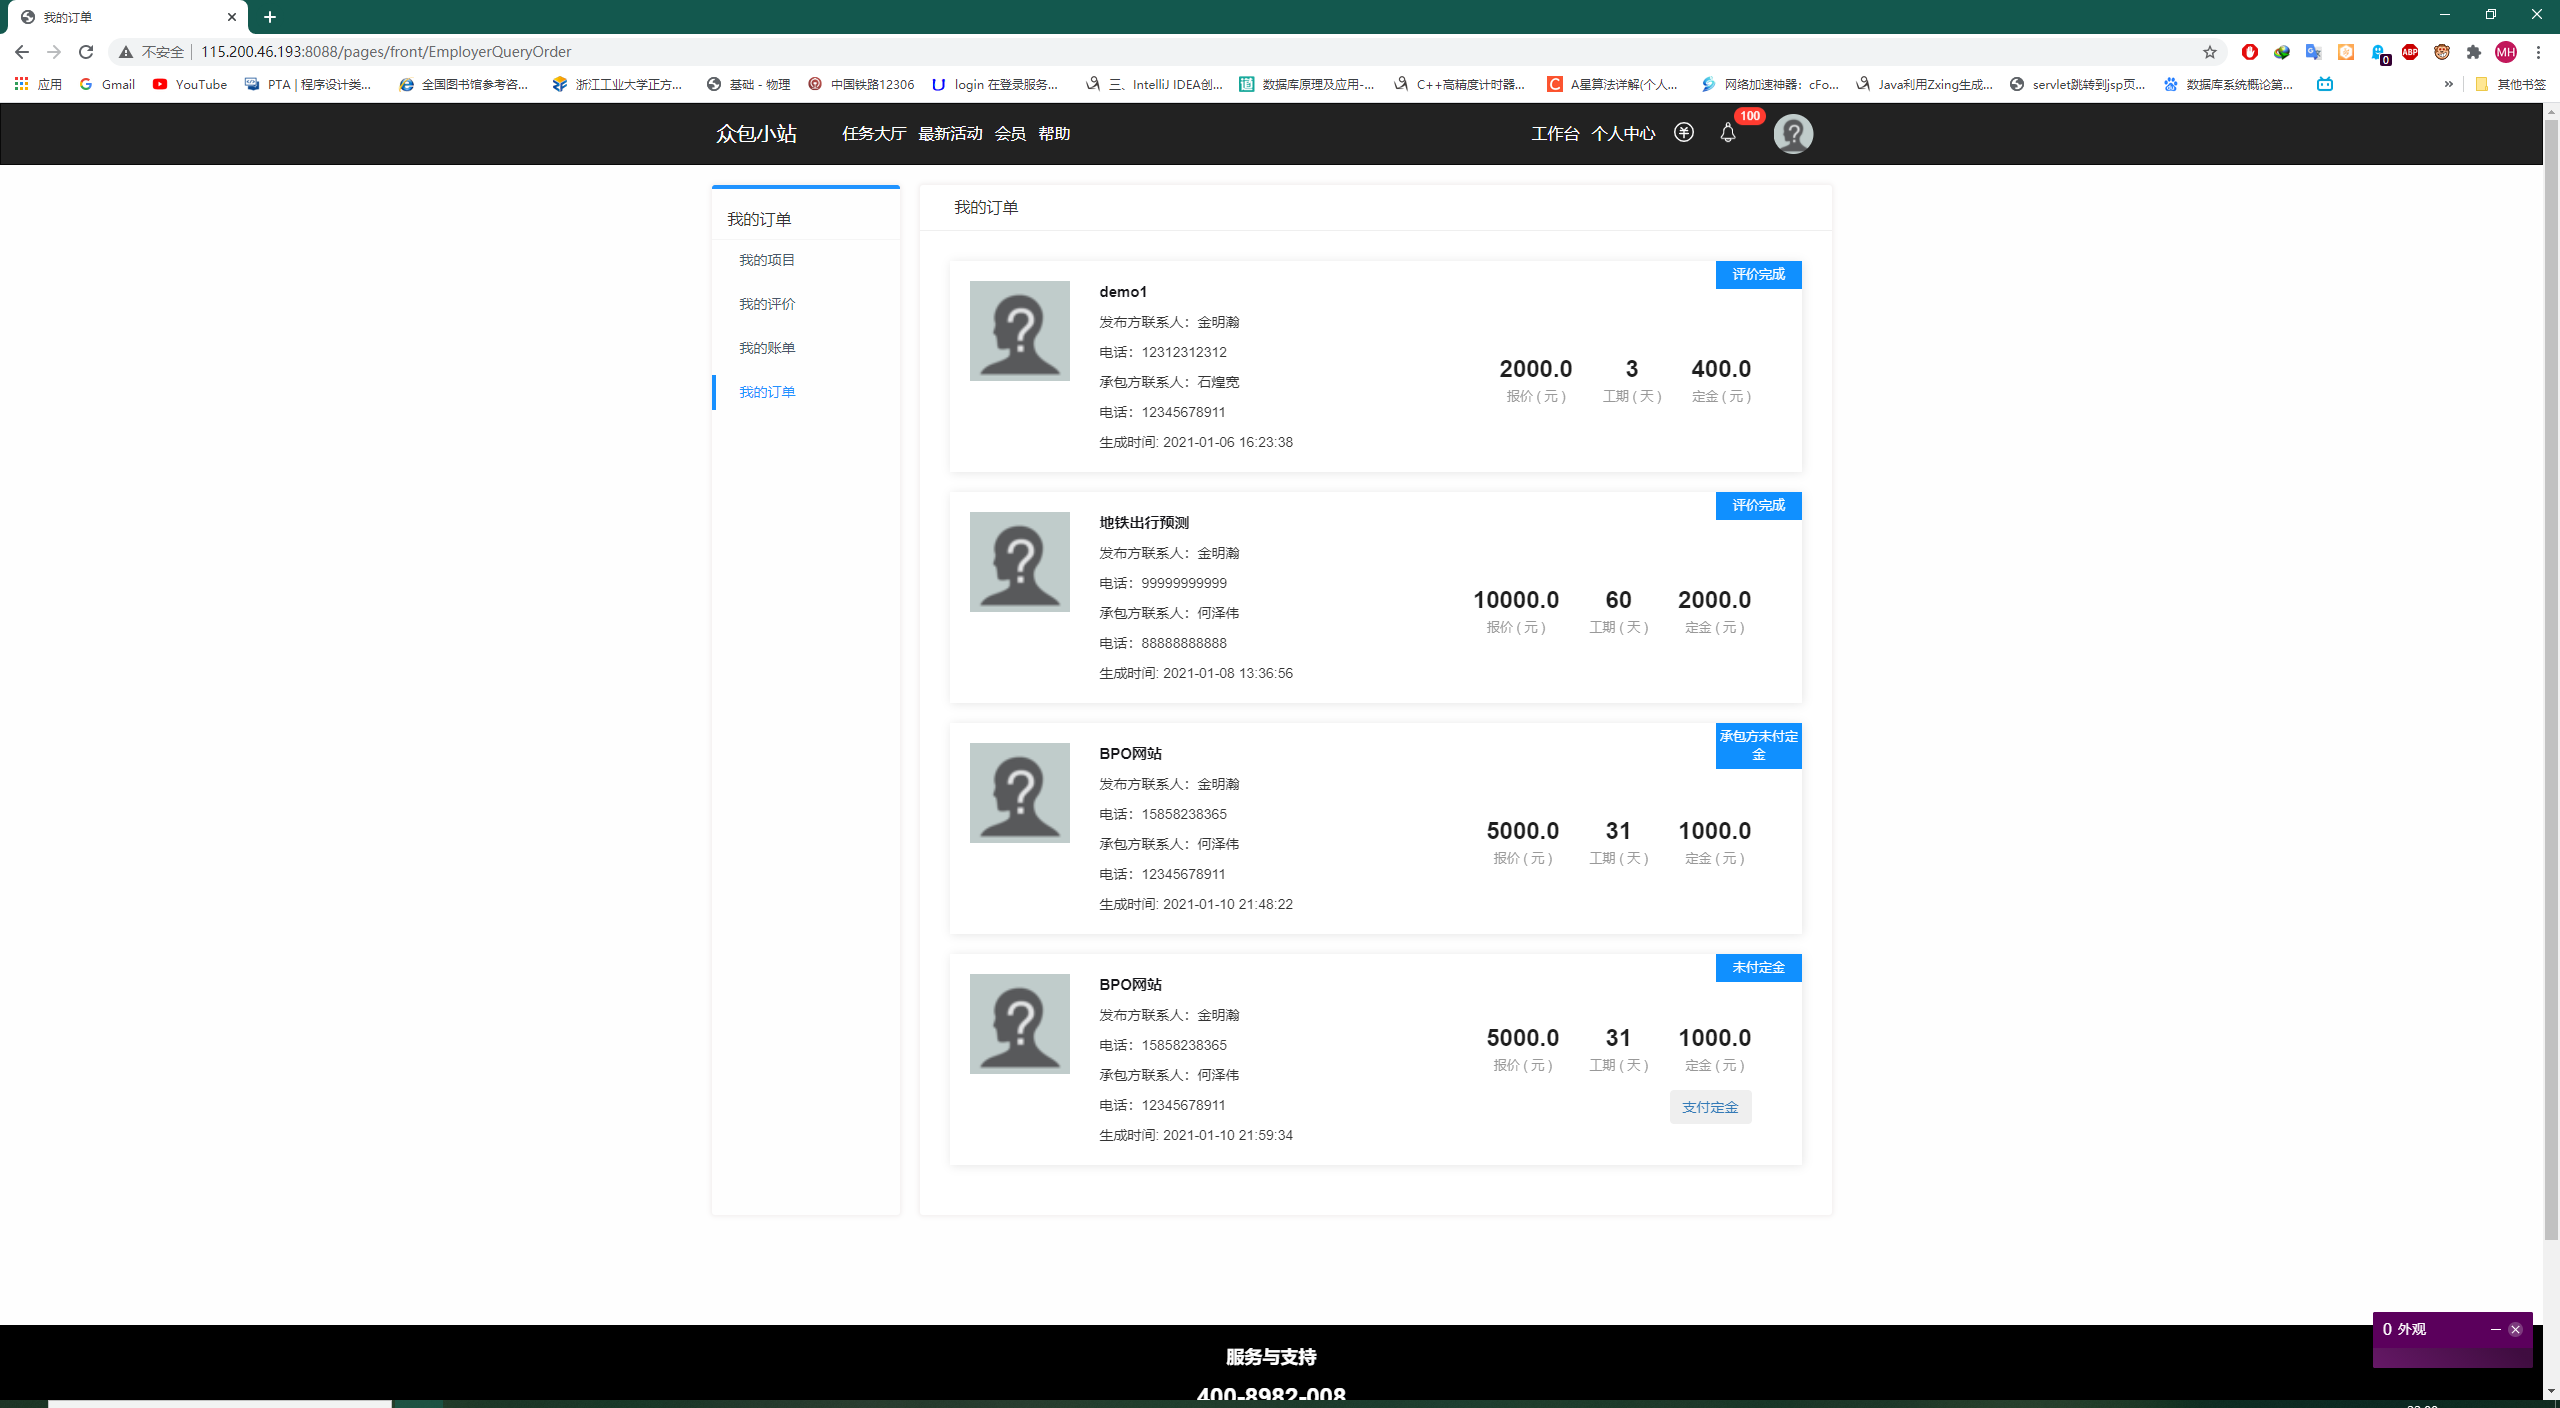 我的订单
不安全 115.200.46.193:8088/pages/front/EmployerQueryOrder
MH
0
ABP
应用 Gmail YouTube PTA | 程序设计类... 全国图书馆参考咨... 浙江工业大学正方... 基础 - 物理 中国铁路12306 login 在登录服务... 三、IntelliJ IDEA创... 数据库原理及应用-... C++高精度计时器... A星算法详解(个人... 网络加速神器：cFo... Java利用Zxing生成... servlet跳转到jsp页... 数据库系统概论第... » 其他书签
众包小站 任务大厅 最新活动 会员 帮助 工作台 个人中心 100
我的订单
我的项目
我的评价
我的账单
我的订单
我的订单
评价完成
demo1
发布方联系人：金明瀚
电话：12312312312
承包方联系人：石煌宽
电话：12345678911
生成时间: 2021-01-06 16:23:38
2000.0 3 400.0
报价 ( 元 ) 工期 ( 天 ) 定金 ( 元 )
评价完成
地铁出行预测
发布方联系人：金明瀚
电话：99999999999
承包方联系人：何泽伟
电话：88888888888
生成时间: 2021-01-08 13:36:56
10000.0 60 2000.0
报价 ( 元 ) 工期 ( 天 ) 定金 ( 元 )
承包方未付定
金
BPO网站
发布方联系人：金明瀚
电话：15858238365
承包方联系人：何泽伟
电话：12345678911
生成时间: 2021-01-10 21:48:22
5000.0 31 1000.0
报价 ( 元 ) 工期 ( 天 ) 定金 ( 元 )
未付定金
BPO网站
发布方联系人：金明瀚
电话：15858238365
承包方联系人：何泽伟
电话：12345678911
生成时间: 2021-01-10 21:59:34
5000.0 31 1000.0
报价 ( 元 ) 工期 ( 天 ) 定金 ( 元 )
支付定金
0 外观
服务与支持
400-8982-008